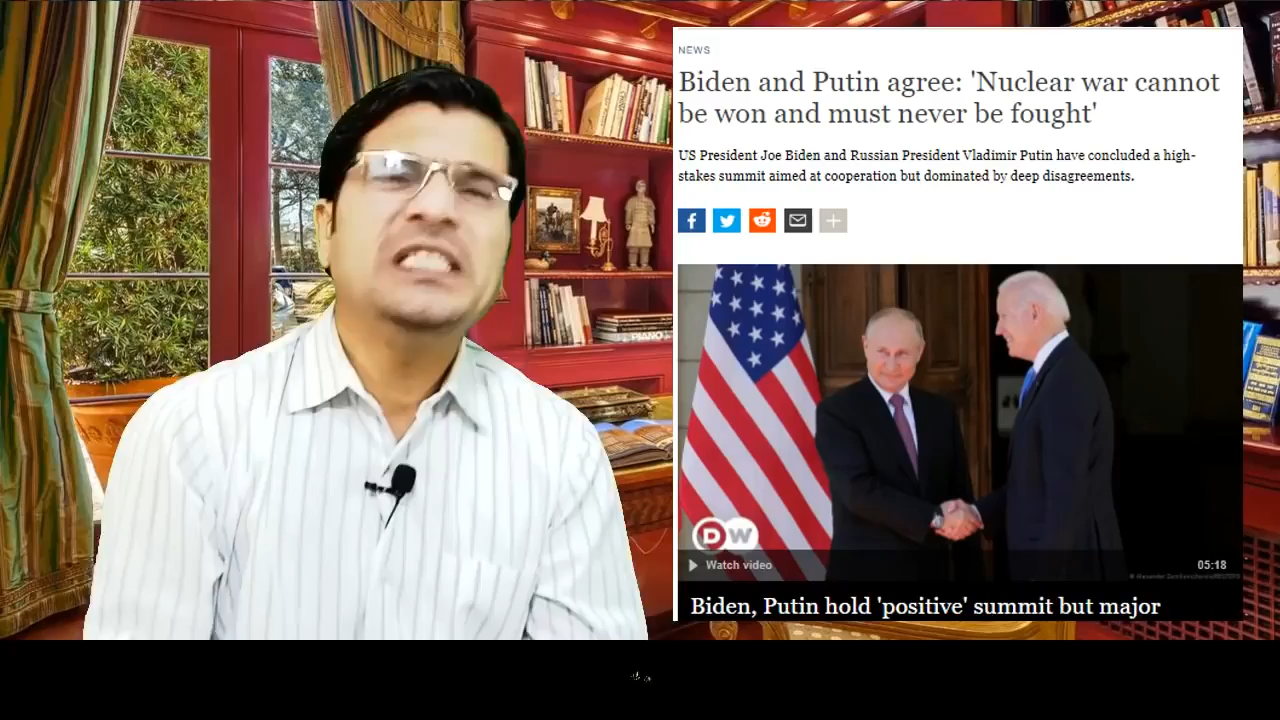 NEWS
Biden and Putin agree: 'Nuclear war cannot
be won and must never be fought'
US President Joe Biden and Russian President Vladimir Putin have concluded a high-
stakes summit aimed at cooperation but dominated by deep disagreements.
PIANO
DW
Watch video
05:18
Biden, Putin hold 'positive' summit but major